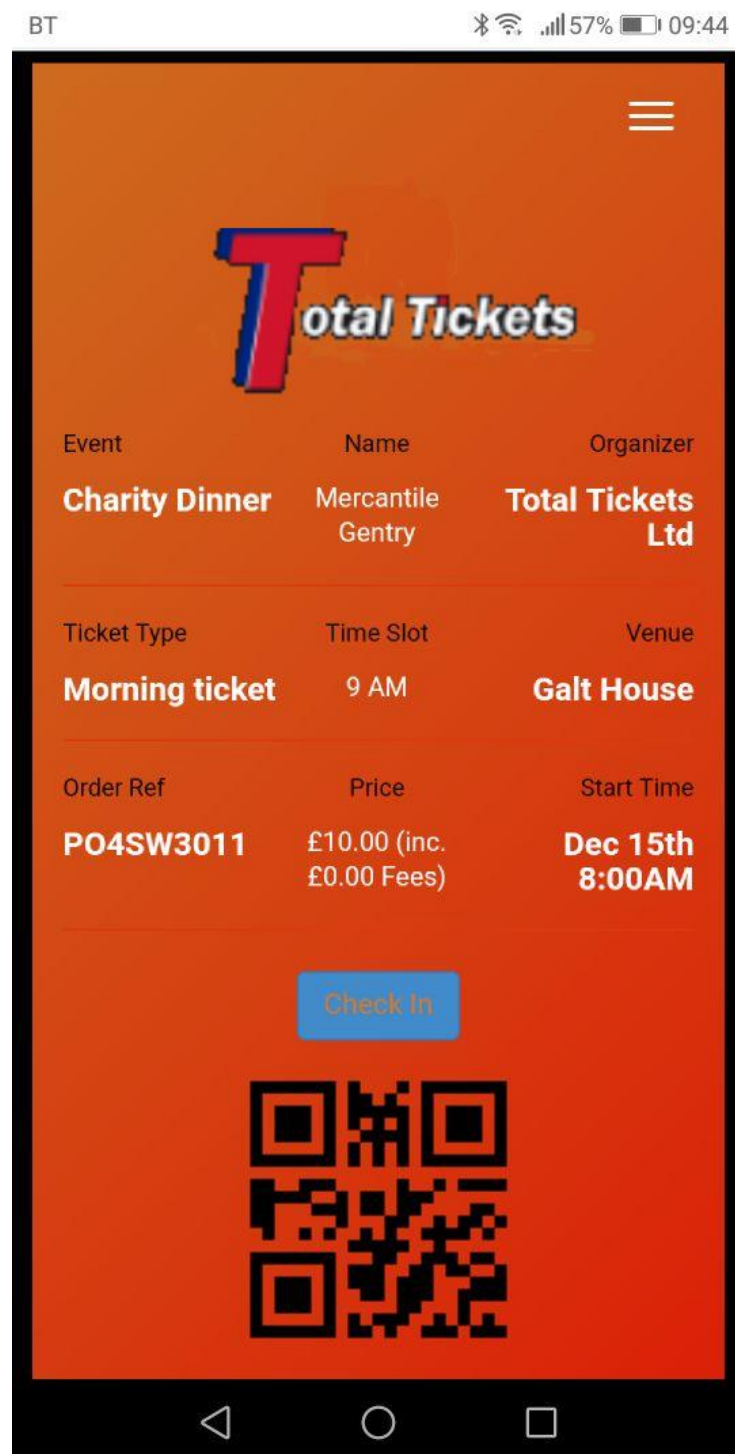 BT 57% 09:44
Total Tickets
Event Name Organizer
Charity Dinner Mercantile Gentry Total Tickets Ltd
Ticket Type Time Slot Venue
Morning ticket 9 AM Galt House
Order Ref Price Start Time
PO4SW3011 £10.00 (inc. £0.00 Fees) Dec 15th 8:00AM
Check In